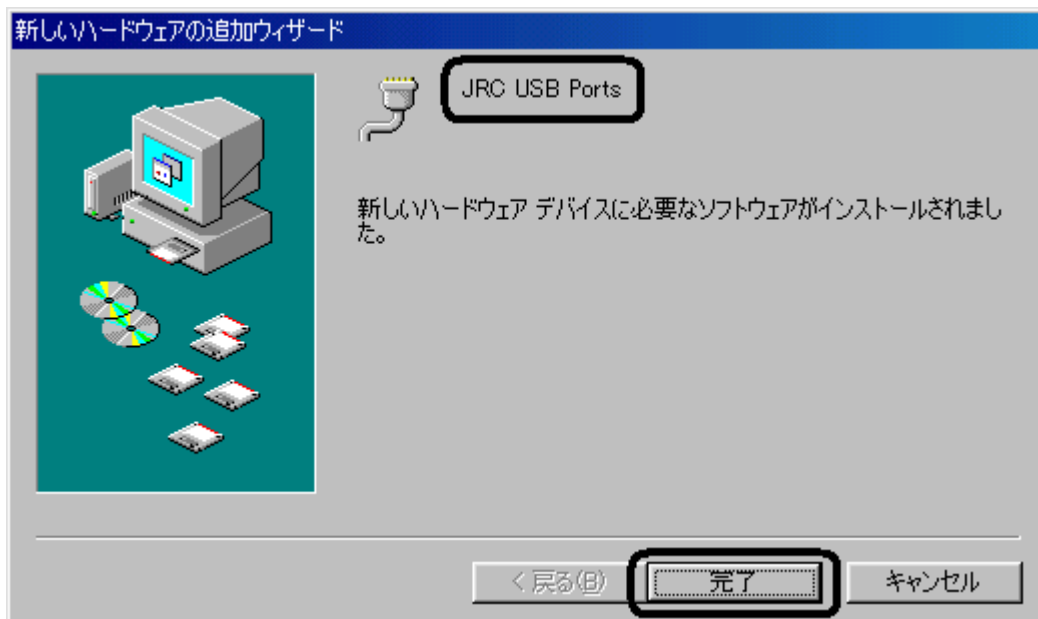 新しいハードウェアの追加ウィザード
JRC USB Ports
新しいハードウェア デバイスに必要なソフトウェアがインストールされまし
た。
< 戻る(B)
完了
キャンセル